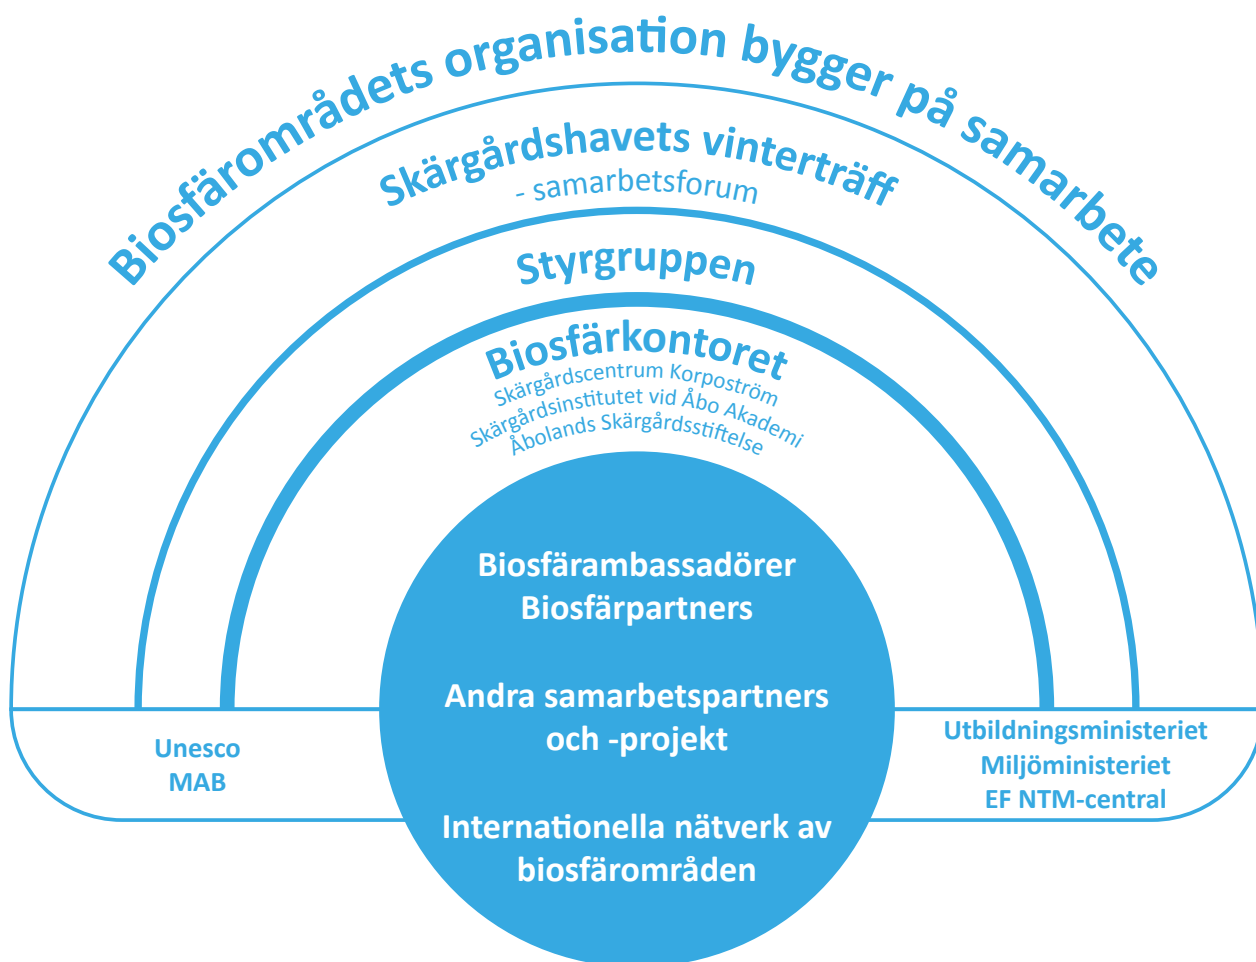 Biosfärområdets organisation bygger på samarbete
Skärgårdshavets vinterträff
- samarbetsforum
Styrgruppen
Biosfärkontoret
Skärgårdscentrum Korpoström
Skärgårdsinstitutet vid Åbo Akademi
Åbolands Skärgårdsstiftelse
Biosfärambassadörer
Biosfärpartners
Andra samarbetspartners
och -projekt
Internationella nätverk av
biosfärområden
Unesco
MAB
Utbildningsministeriet
Miljöministeriet
EF NTM-central